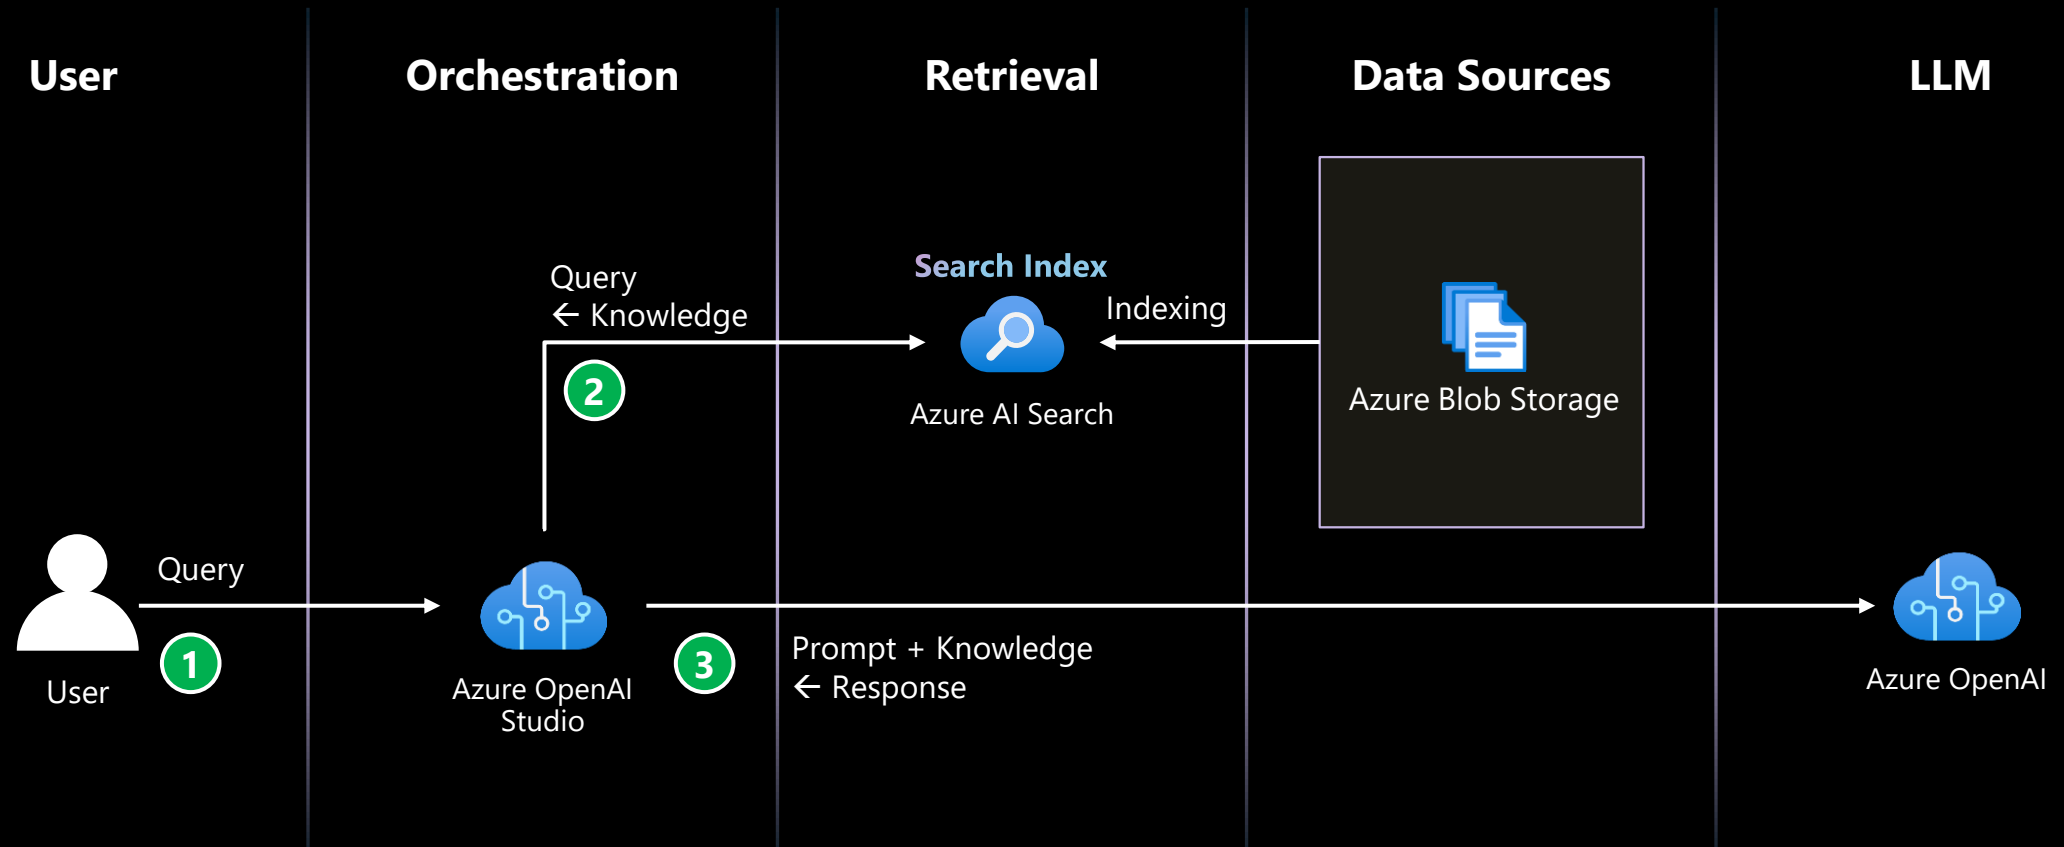 User
Orchestration
Retrieval
Data Sources
LLM
Query
← Knowledge
2
Search Index
Azure AI Search
Indexing
Azure Blob Storage
Query
1
User
Azure OpenAI
Studio
3
Prompt + Knowledge
← Response
Azure OpenAI